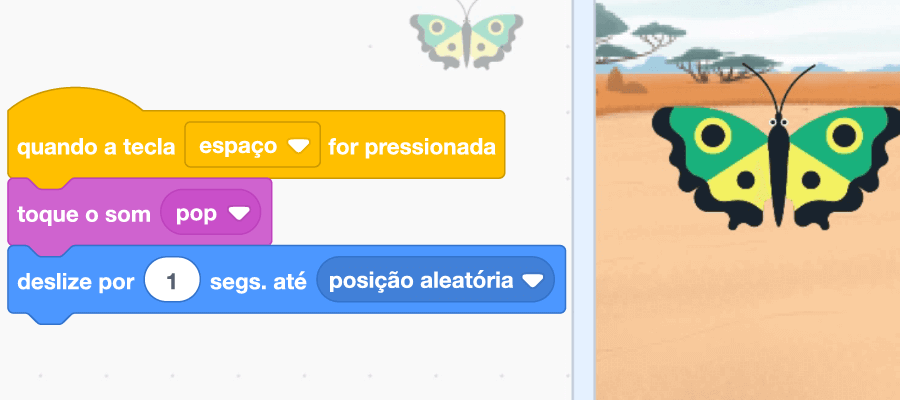 quando a tecla espaço for pressionada
toque o som pop
deslize por 1 segs. até posição aleatória